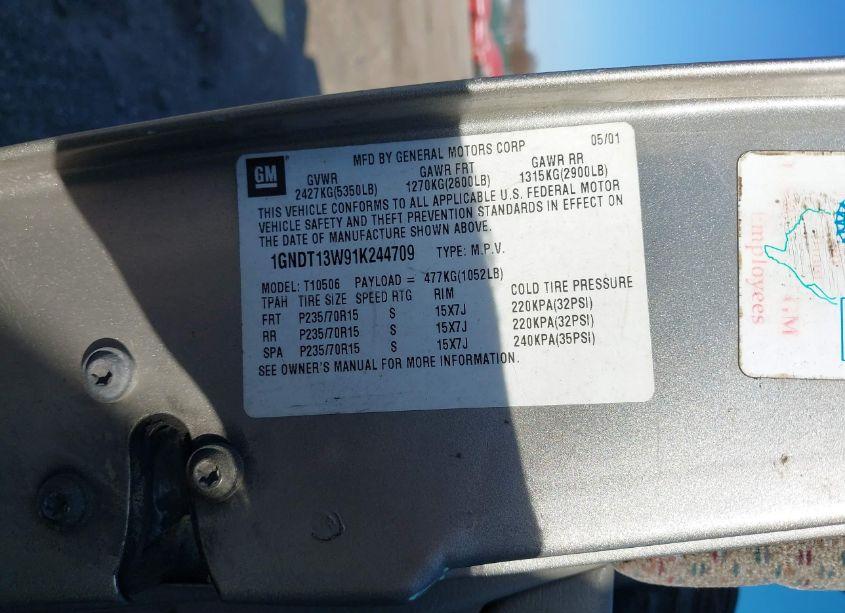 MFD BY GENERAL MOTORS CORP 05/01
GM
GVWR GAWR FRT GAWR RR
2427KG(5350LB) 1270KG(2800LB) 1315KG(2900LB)
THIS VEHICLE CONFORMS TO ALL APPLICABLE U.S. FEDERAL MOTOR
VEHICLE SAFETY AND THEFT PREVENTION STANDARDS IN EFFECT ON
THE DATE OF MANUFACTURE SHOWN ABOVE.
1GNDT13W91K244709 TYPE: M.P.V.
MODEL: T10506 PAYLOAD = 477KG(1052LB)
TPAH TIRE SIZE SPEED RTG RIM COLD TIRE PRESSURE
FRT P235/70R15 S 15X7J 220KPA(32PSI)
RR P235/70R15 S 15X7J 220KPA(32PSI)
SPA P235/70R15 S 15X7J 240KPA(35PSI)
SEE OWNER'S MANUAL FOR MORE INFORMATION.
Employees